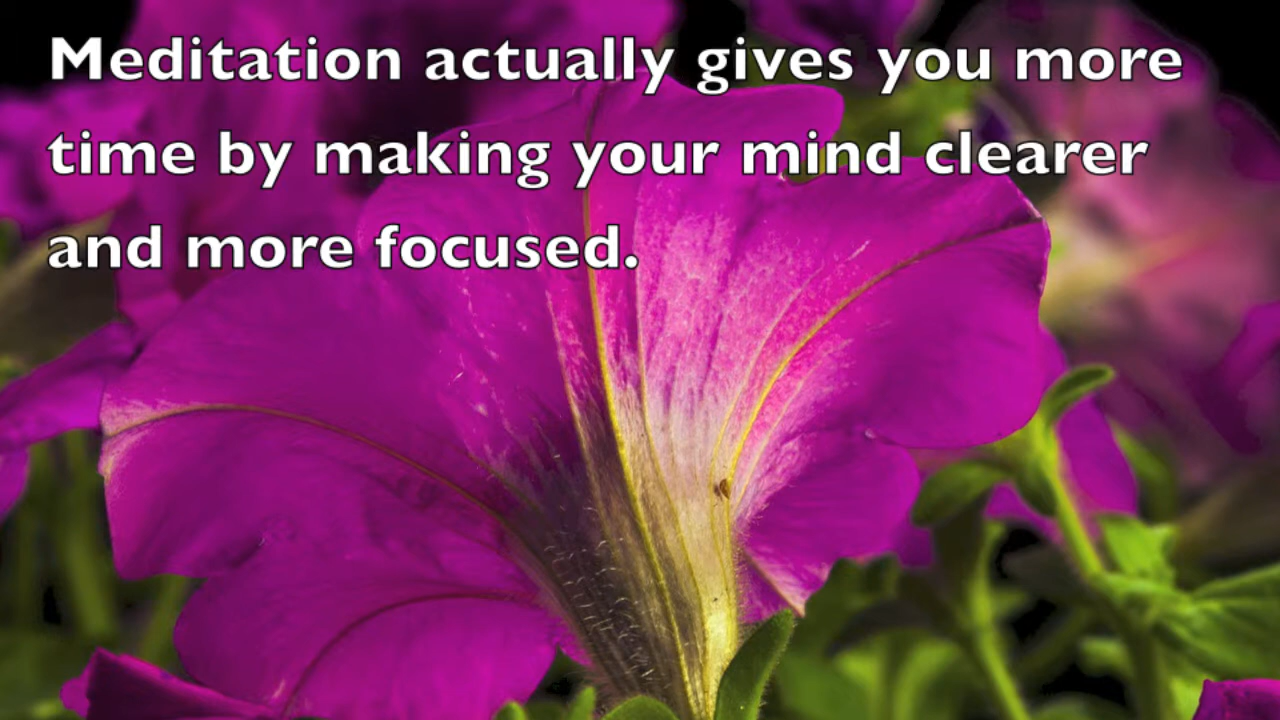 Meditation actually gives you more
time by making your mind clearer
and more focused.